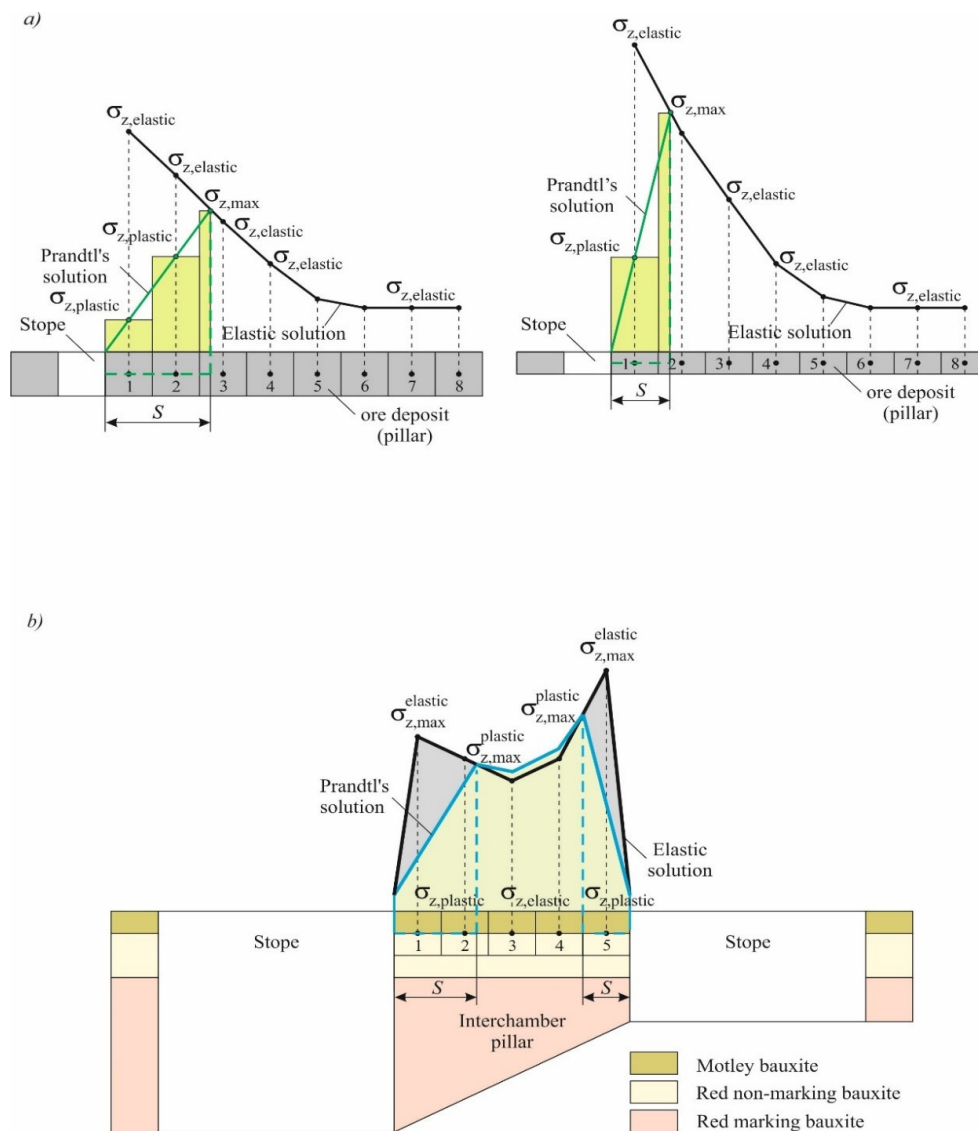 a)
σz,elastic
σz,elastic
σz,max
σz,elastic
σz,plastic
σz,elastic
Prandtl's
solution
σz,plastic
σz,elastic
Stope
Elastic solution
1 2 3 4 5 6 7 8
S
ore deposit
(pillar)
σz,elastic
σz,max
Prandtl's
solution
σz,elastic
σz,plastic
σz,elastic
σz,elastic
Stope
Elastic solution
1 2 3 4 5 6 7 8
S
ore deposit
(pillar)
b)
σz,max elastic
σz,max plastic
σz,max elastic
σz,max plastic
Prandtl's
solution
Elastic
solution
σz,plastic σz,elastic σz,plastic
Stope
1 2 3 4 5
Stope
S
S
Interchamber
pillar
Motley bauxite
Red non-marking bauxite
Red marking bauxite